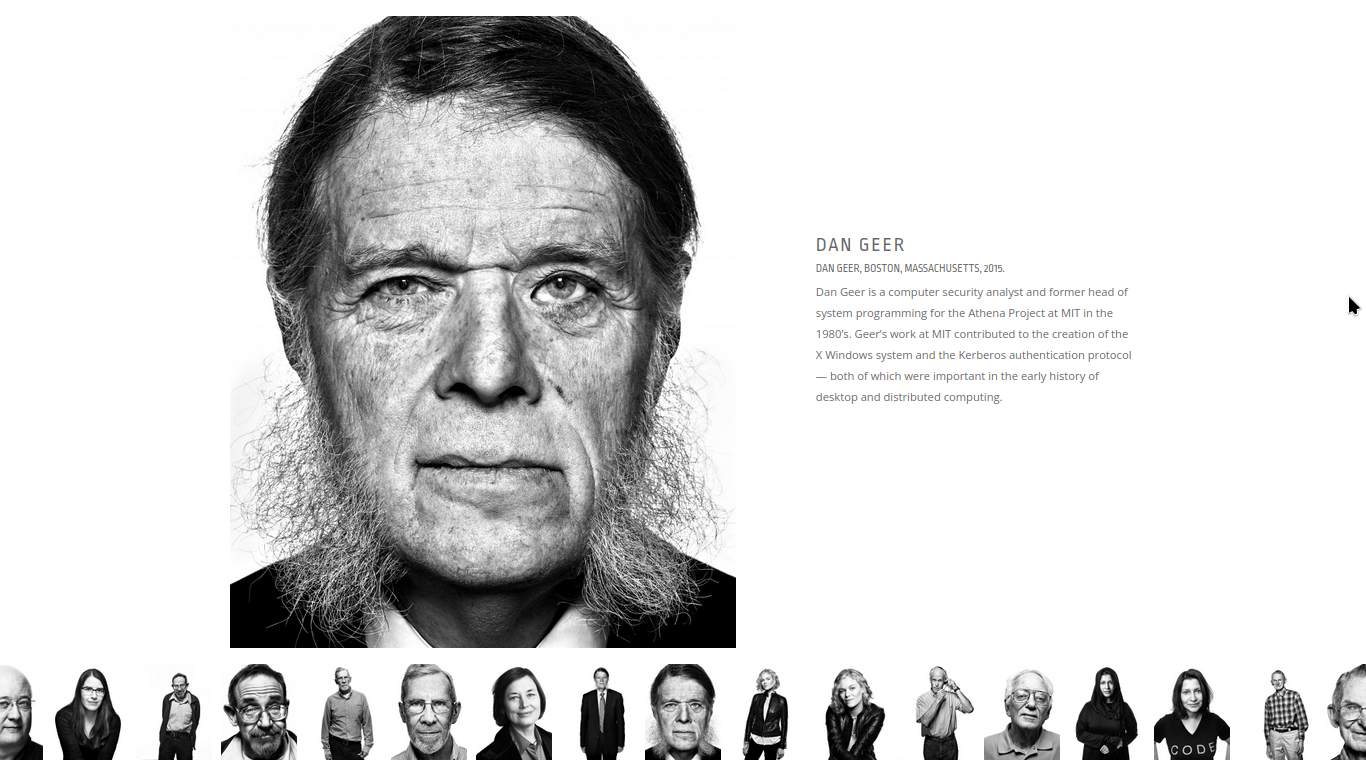 DAN GEER
DAN GEER, BOSTON, MASSACHUSETTS, 2015.
Dan Geer is a computer security analyst and former head of
system programming for the Athena Project at MIT in the
1980's. Geer's work at MIT contributed to the creation of the
X Windows system and the Kerberos authentication protocol
— both of which were important in the early history of
desktop and distributed computing.
CODE